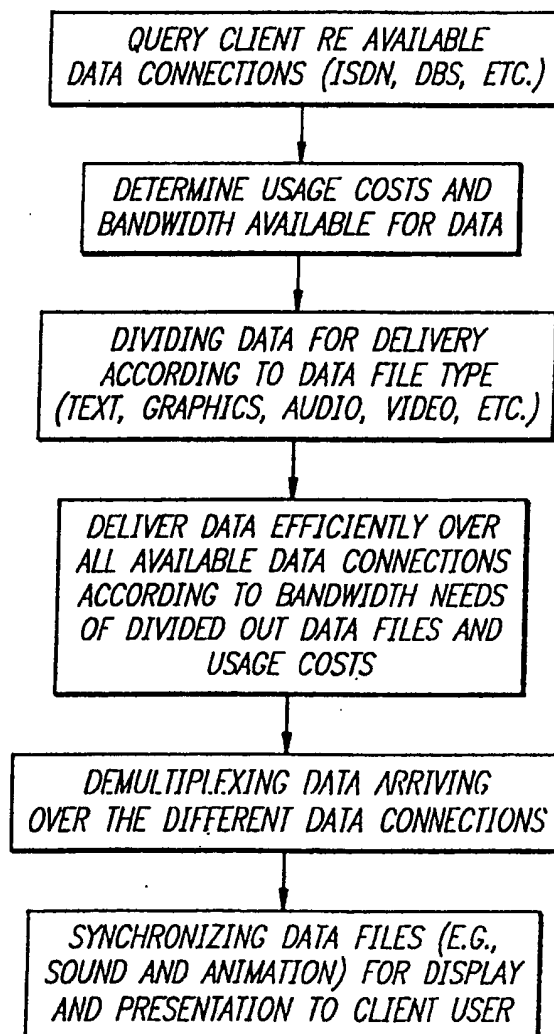 QUERY CLIENT RE AVAILABLE
DATA CONNECTIONS (ISDN, DBS, ETC.)
DETERMINE USAGE COSTS AND
BANDWIDTH AVAILABLE FOR DATA
DIVIDING DATA FOR DELIVERY
ACCORDING TO DATA FILE TYPE
(TEXT, GRAPHICS, AUDIO, VIDEO, ETC.)
DELIVER DATA EFFICIENTLY OVER
ALL AVAILABLE DATA CONNECTIONS
ACCORDING TO BANDWIDTH NEEDS
OF DIVIDED OUT DATA FILES AND
USAGE COSTS
DEMULTIPLEXING DATA ARRIVING
OVER THE DIFFERENT DATA CONNECTIONS
SYNCHRONIZING DATA FILES (E.G.,
SOUND AND ANIMATION) FOR DISPLAY
AND PRESENTATION TO CLIENT USER